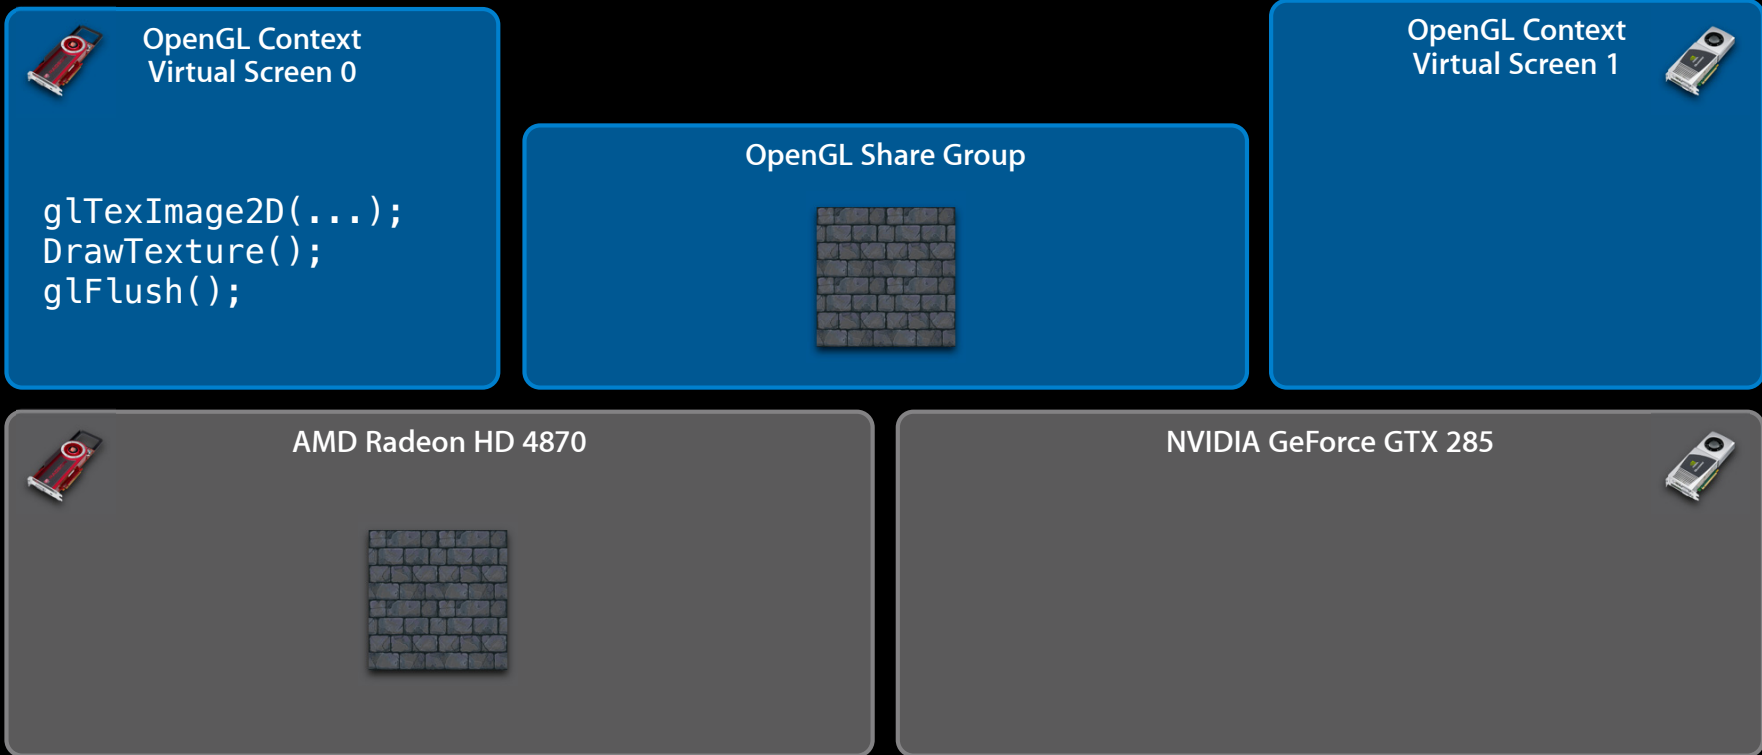 OpenGL Context
Virtual Screen 0
glTexImage2D(...);
DrawTexture();
glFlush();
OpenGL Share Group
OpenGL Context
Virtual Screen 1
AMD Radeon HD 4870
NVIDIA GeForce GTX 285